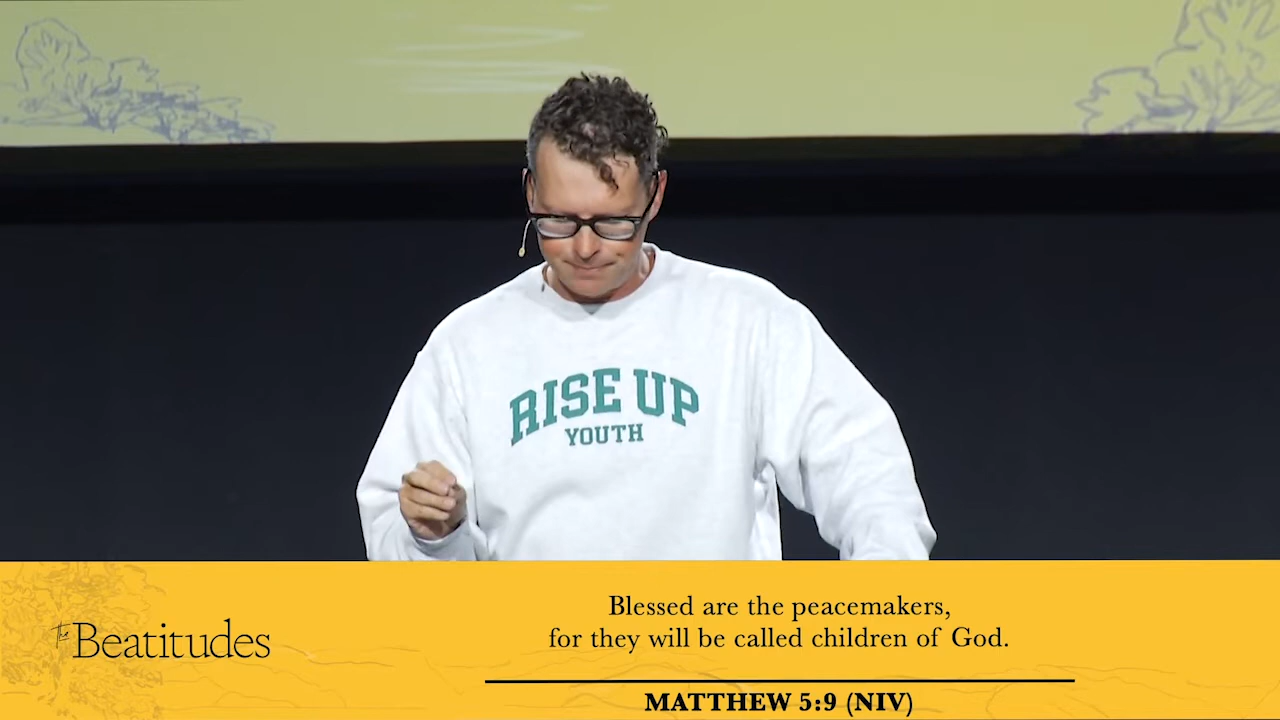 RISE UP
YOUTH
The Beatitudes
Blessed are the peacemakers,
for they will be called children of God.
MATTHEW 5:9 (NIV)